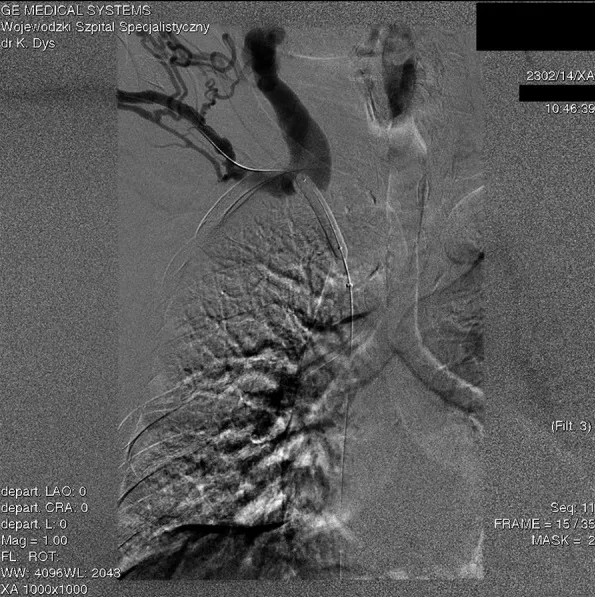 GE MEDICAL SYSTEMS
Wojewodzki Szpital Specjalistyczny
dr K. Dys
2302/14/XA
10:46:39
(Filt. 3)
depart. LAO: 0
depart. CRA: 0
depart. L: 0
Mag = 1.00
FL: ROT:
WW: 4096WL: 2048
XA 1000x1000
Seq: 11
FRAME = 15 / 35
MASK = 2